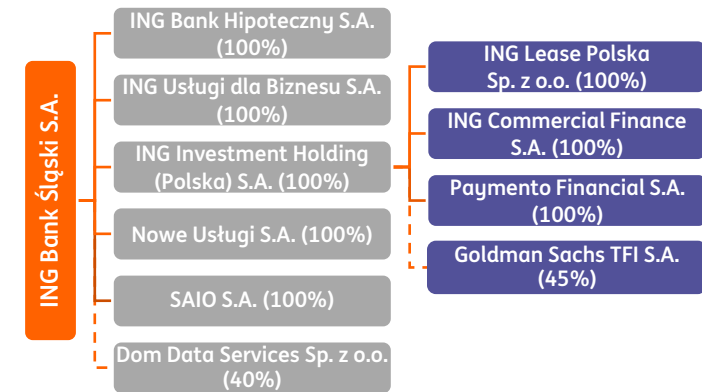 ING Bank Śląski S.A.
ING Bank Hipoteczny S.A.
(100%)
ING Usługi dla Biznesu S.A.
(100%)
ING Investment Holding
(Polska) S.A. (100%)
Nowe Usługi S.A. (100%)
SAIO S.A. (100%)
Dom Data Services Sp. z o.o.
(40%)
ING Lease Polska
Sp. z o.o. (100%)
ING Commercial Finance
S.A. (100%)
Paymento Financial S.A.
(100%)
Goldman Sachs TFI S.A.
(45%)